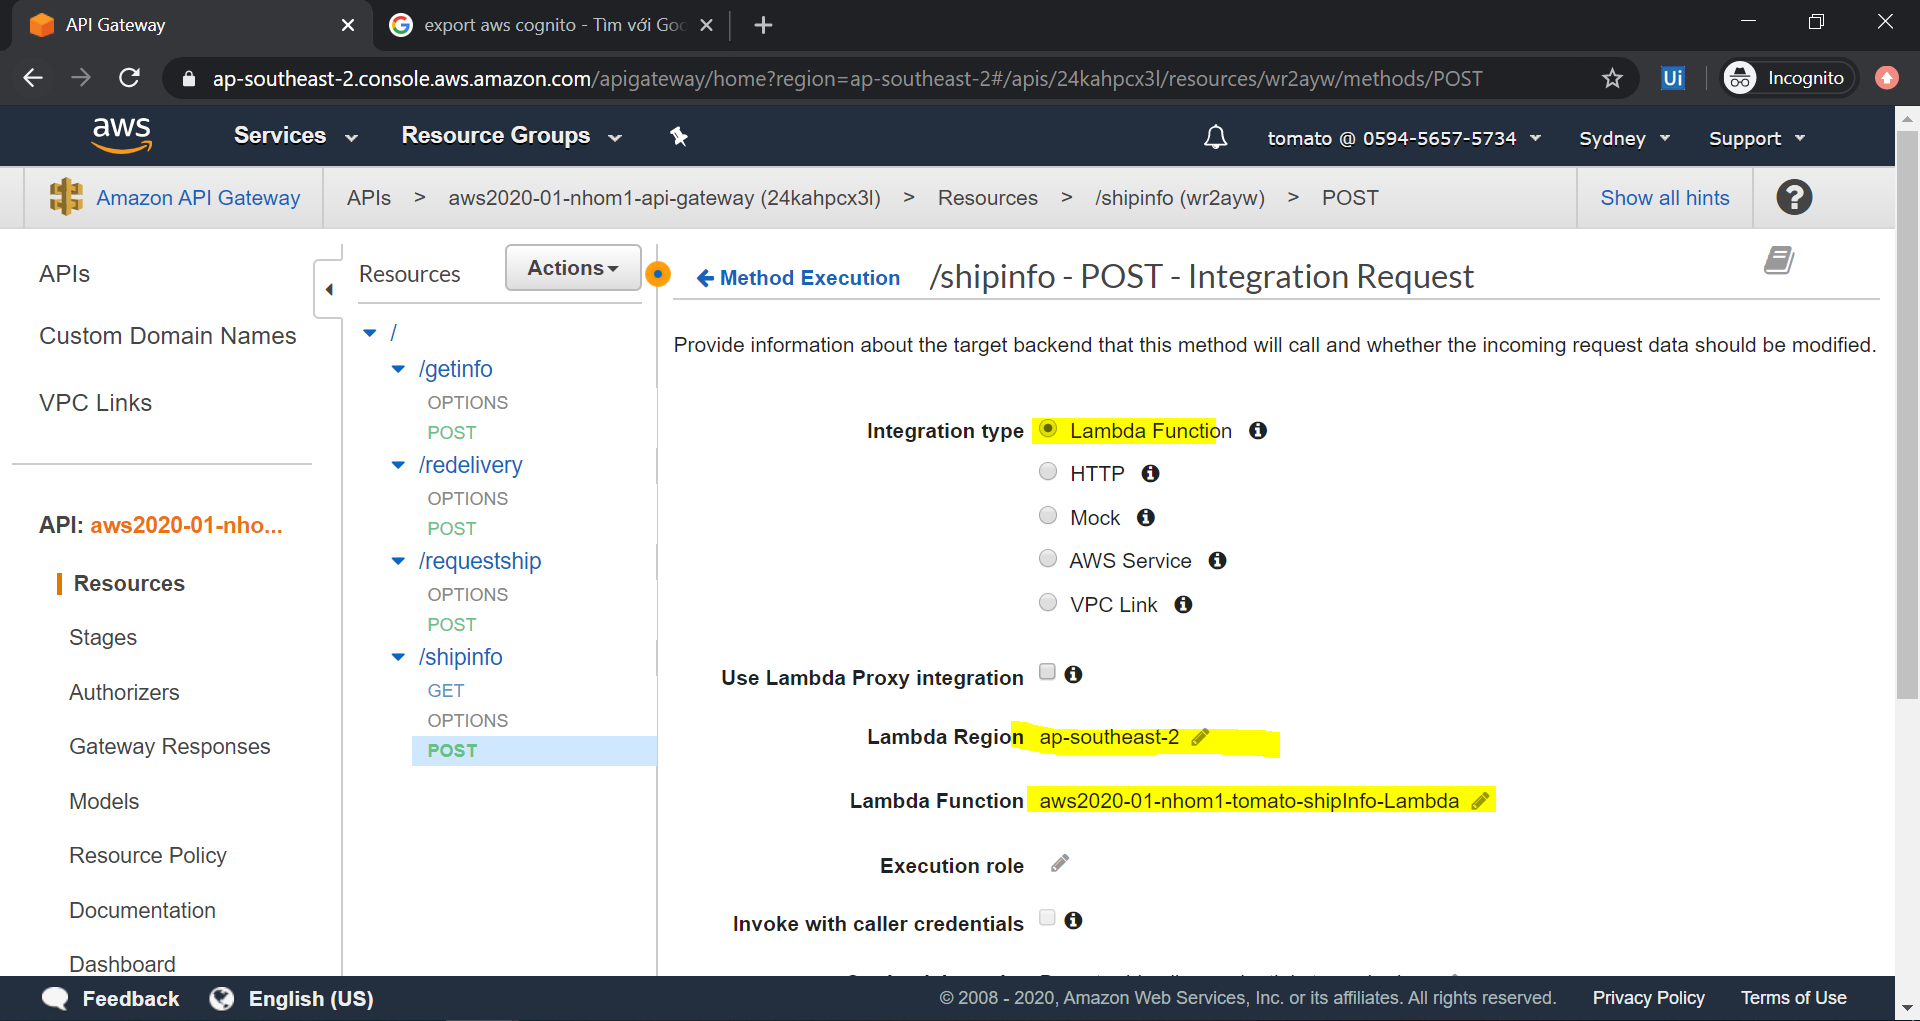 API Gateway
export aws cognito - Tìm với Goo
ap-southeast-2.console.aws.amazon.com/apigateway/home?region=ap-southeast-2#/apis/24kahpcx3l/resources/wr2ayw/methods/POST
Ui
Incognito
aws
Services
Resource Groups
tomato @ 0594-5657-5734
Sydney
Support
Amazon API Gateway
APIs > aws2020-01-nhom1-api-gateway (24kahpcx3l) > Resources > /shipinfo (wr2ayw) > POST
Show all hints
?
APIs
Custom Domain Names
VPC Links
API: aws2020-01-nho...
Resources
Stages
Authorizers
Gateway Responses
Models
Resource Policy
Documentation
Dashboard
Resources
Actions
/
/getinfo
OPTIONS
POST
/redelivery
OPTIONS
POST
/requestship
OPTIONS
POST
/shipinfo
GET
OPTIONS
POST
Method Execution
/shipinfo - POST - Integration Request
Provide information about the target backend that this method will call and whether the incoming request data should be modified.
Integration type Lambda Function
HTTP
Mock
AWS Service
VPC Link
Use Lambda Proxy integration
Lambda Region ap-southeast-2
Lambda Function aws2020-01-nhom1-tomato-shipInfo-Lambda
Execution role
Invoke with caller credentials
Feedback
English (US)
© 2008 - 2020, Amazon Web Services, Inc. or its affiliates. All rights reserved.
Privacy Policy
Terms of Use